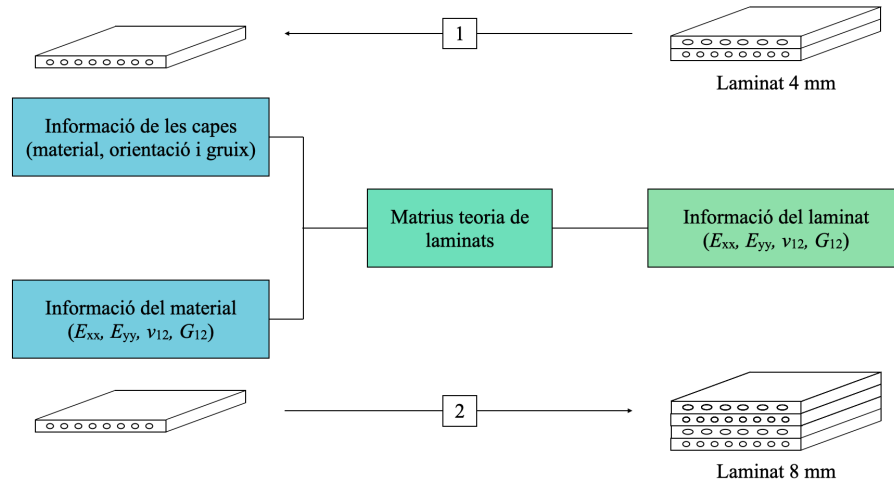 1
Laminat 4 mm
Informació de les capes
(material, orientació i gruix)
Matrius teoria de
laminats
Informació del laminat
(Exx, Eyy, ν12, G12)
Informació del material
(Exx, Eyy, ν12, G12)
2
Laminat 8 mm